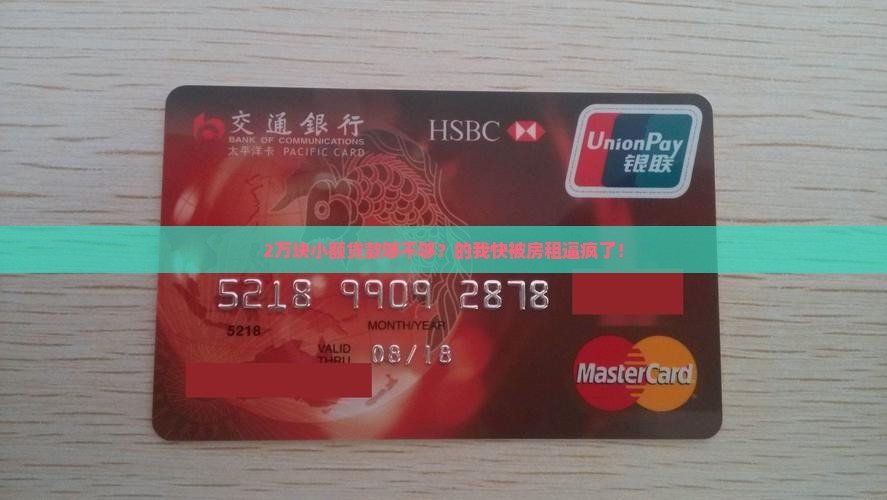 交通銀行
BANK OF COMMUNICATIONS
太平洋卡 PACIFIC CARD
HSBC
UnionPay
银联
2万块小额贷款够不够？的我快被房租逼疯了！
5218 9909 2878
5218
MONTH/YEAR
VALID
THRU
08/18
MasterCard